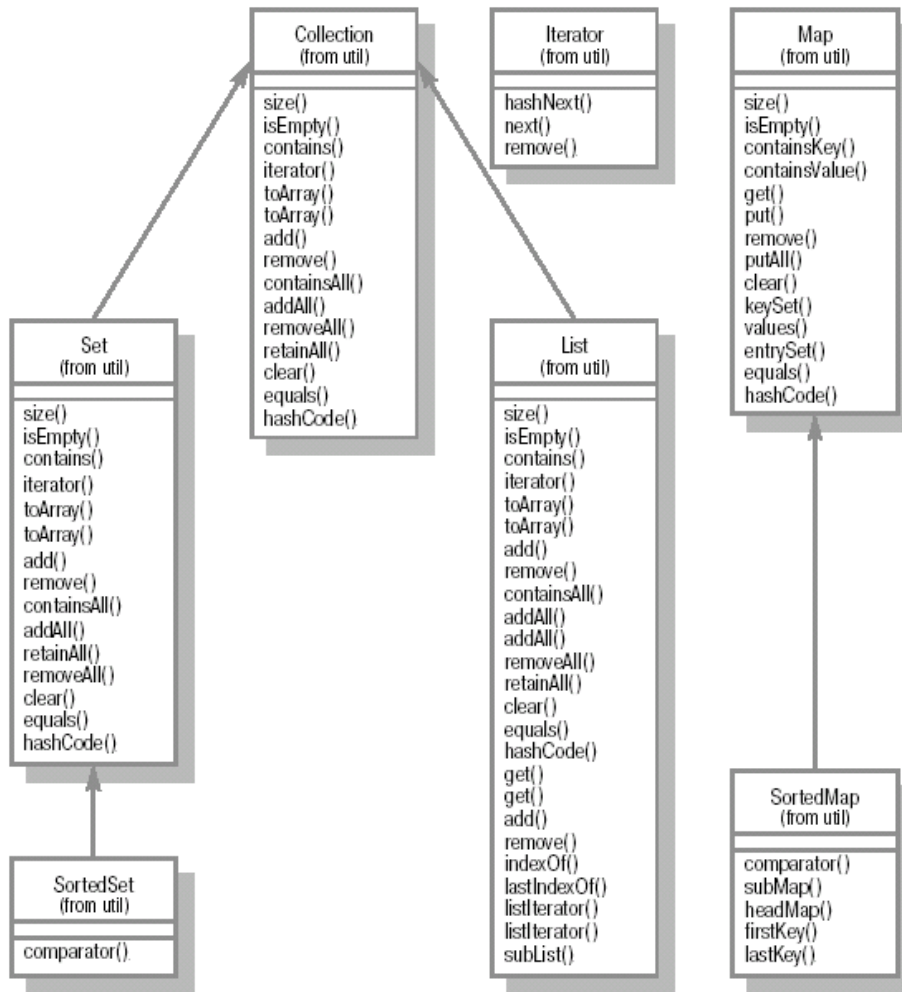 Collection
(from util)
size()
isEmpty()
contains()
iterator()
toArray()
toArray()
add()
remove()
containsAll()
addAll()
removeAll()
retainAll()
clear()
equals()
hashCode()
Iterator
(from util)
hashNext()
next()
remove()
Map
(from util)
size()
isEmpty()
containsKey()
containsValue()
get()
put()
remove()
putAll()
clear()
keySet()
values()
entrySet()
equals()
hashCode()
Set
(from util)
size()
isEmpty()
contains()
iterator()
toArray()
toArray()
add()
remove()
containsAll()
addAll()
retainAll()
removeAll()
clear()
equals()
hashCode()
List
(from util)
size()
isEmpty()
contains()
iterator()
toArray()
toArray()
add()
remove()
containsAll()
addAll()
addAll()
removeAll()
retainAll()
clear()
equals()
hashCode()
get()
get()
add()
remove()
indexOf()
lastIndexOf()
listIterator()
listIterator()
subList()
SortedSet
(from util)
comparator()
SortedMap
(from util)
comparator()
subMap()
headMap()
firstKey()
lastKey()